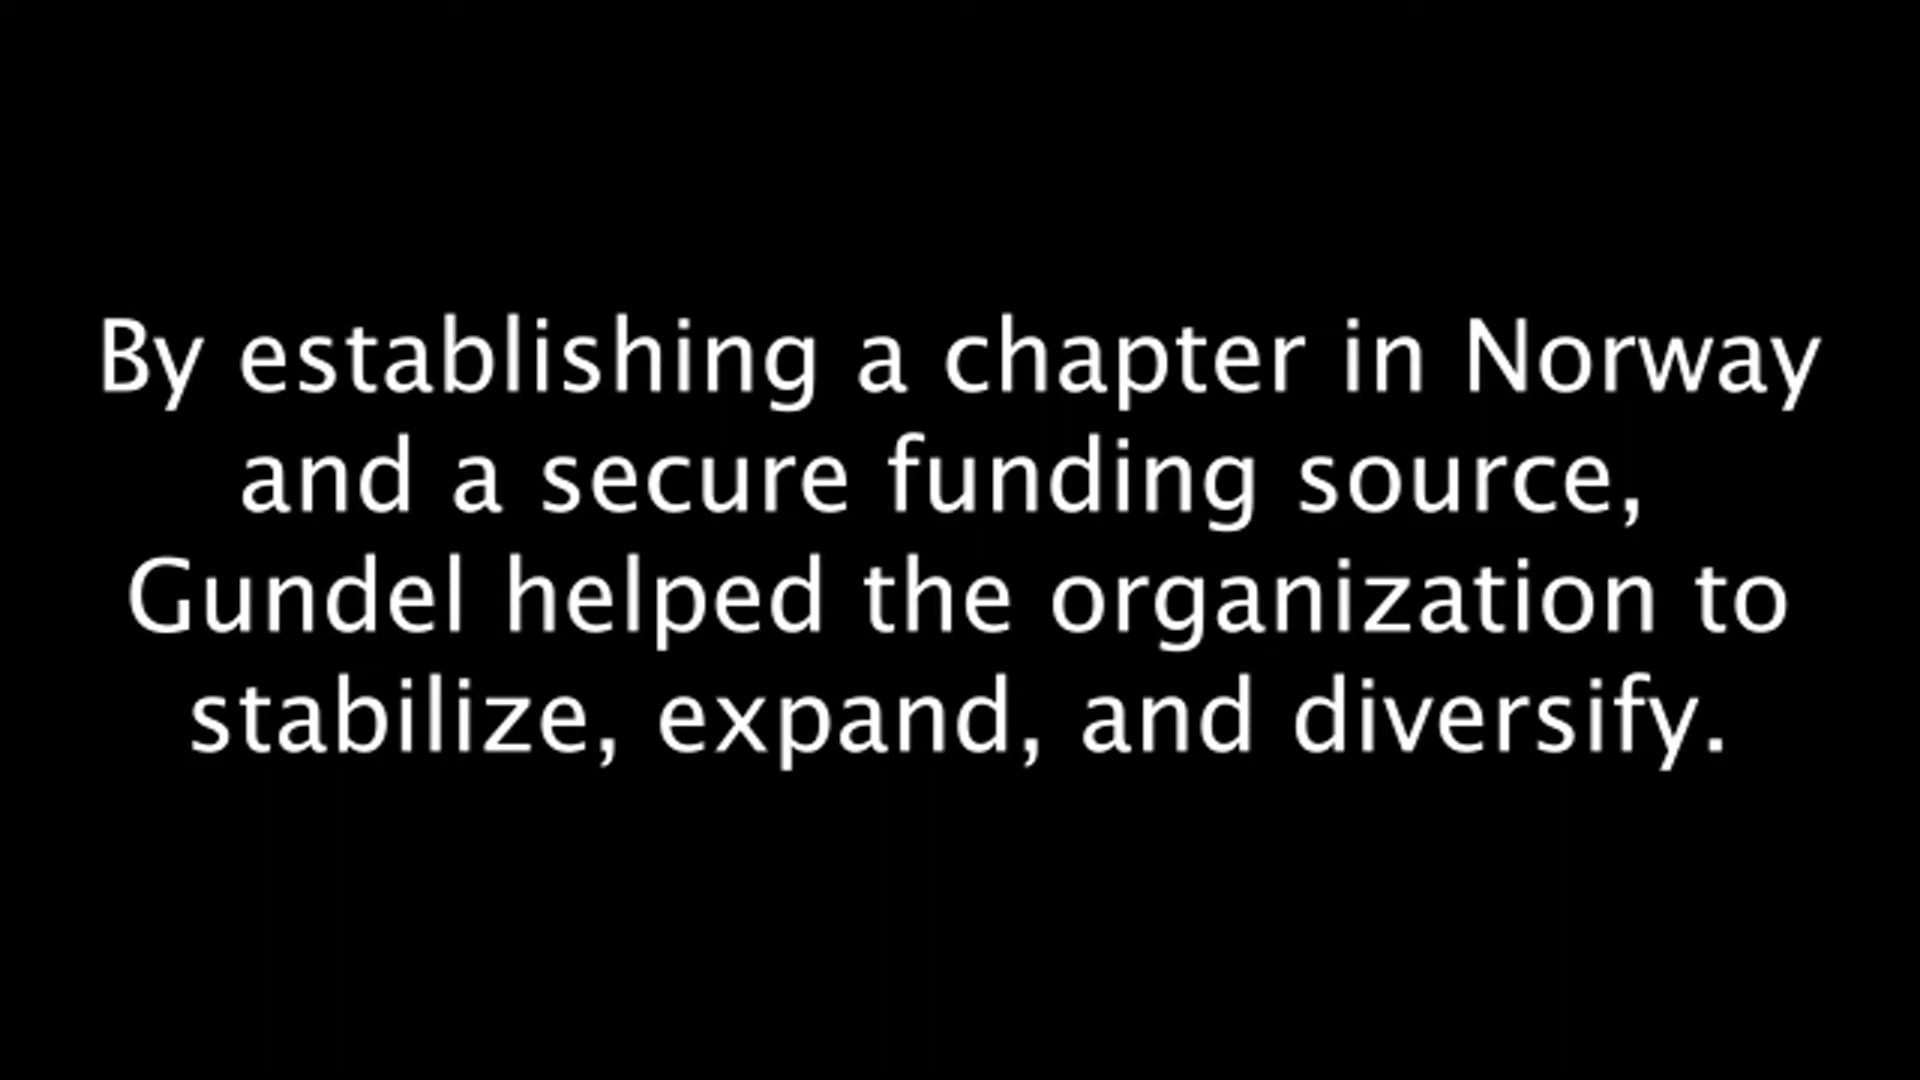 By establishing a chapter in Norway
and a secure funding source,
Gundel helped the organization to
stabilize, expand, and diversify.